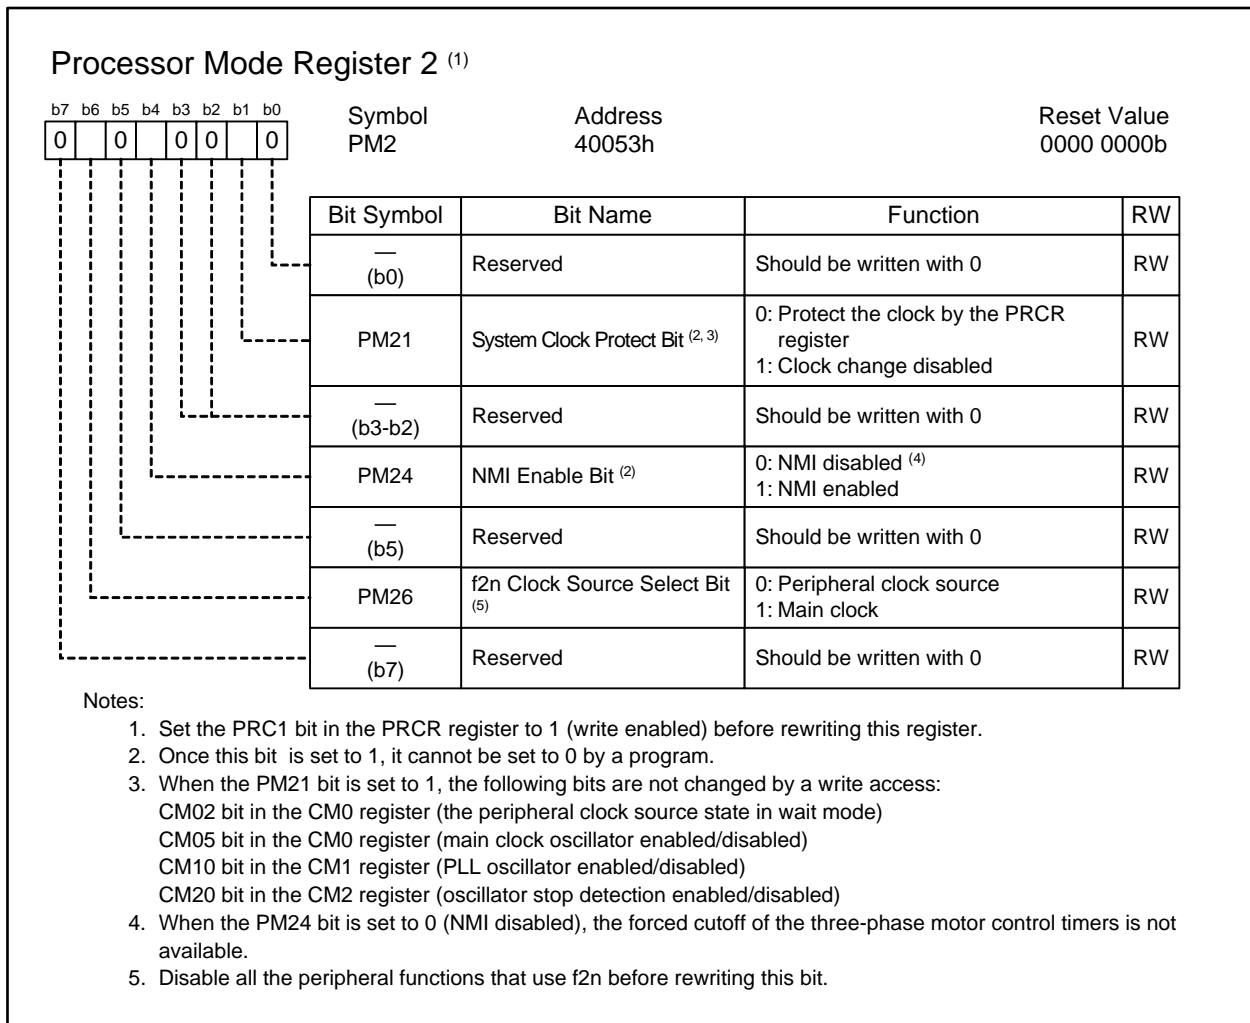 Processor Mode Register 2 (1)
b7 b6 b5 b4 b3 b2 b1 b0
0 0 0 0 0
Symbol Address Reset Value
PM2 40053h 0000 0000b
Bit Symbol Bit Name Function RW
—
(b0) Reserved Should be written with 0 RW
PM21 System Clock Protect Bit (2, 3) 0: Protect the clock by the PRCR
register
1: Clock change disabled RW
—
(b3-b2) Reserved Should be written with 0 RW
PM24 NMI Enable Bit (2) 0: NMI disabled (4)
1: NMI enabled RW
—
(b5) Reserved Should be written with 0 RW
PM26 f2n Clock Source Select Bit
(5) 0: Peripheral clock source
1: Main clock RW
—
(b7) Reserved Should be written with 0 RW
Notes:
1. Set the PRC1 bit in the PRCR register to 1 (write enabled) before rewriting this register.
2. Once this bit is set to 1, it cannot be set to 0 by a program.
3. When the PM21 bit is set to 1, the following bits are not changed by a write access:
CM02 bit in the CM0 register (the peripheral clock source state in wait mode)
CM05 bit in the CM0 register (main clock oscillator enabled/disabled)
CM10 bit in the CM1 register (PLL oscillator enabled/disabled)
CM20 bit in the CM2 register (oscillator stop detection enabled/disabled)
4. When the PM24 bit is set to 0 (NMI disabled), the forced cutoff of the three-phase motor control timers is not
available.
5. Disable all the peripheral functions that use f2n before rewriting this bit.